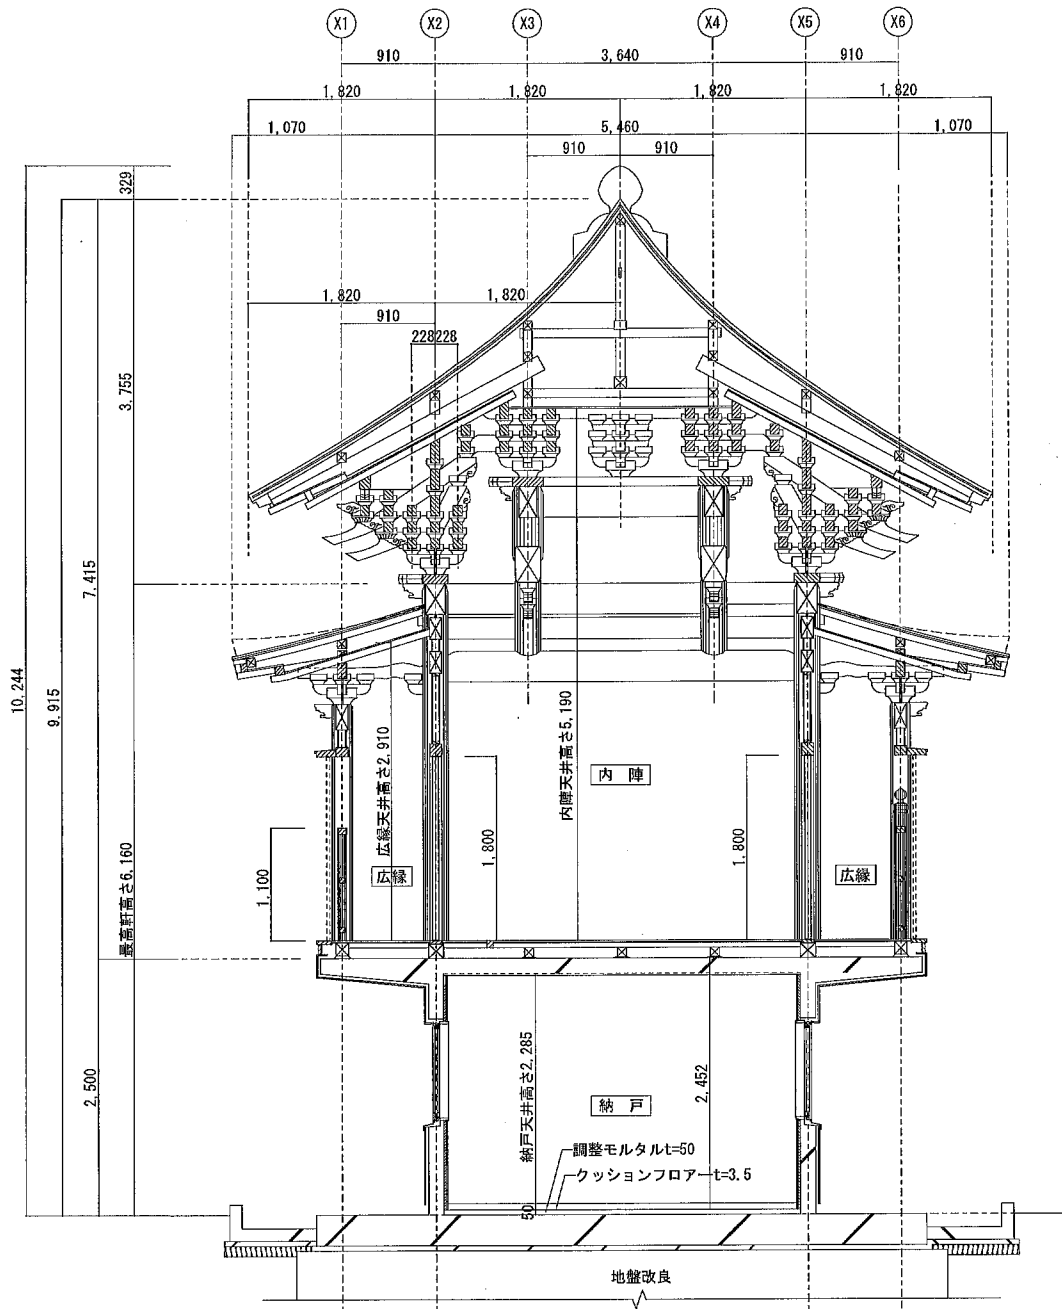 X1 X2 X3 X4 X5 X6
910 3,640 910
1,820 1,820 1,820 1,820
1,070 5,460 1,070
910 910
329
1,820 1,820
910
228 228
3,755
7,415
10,244
9,915
内陣天井高さ5,190
広縁天井高さ2,910
内 陣
1,800
1,800
広縁
広縁
1,100
最高軒高さ6,160
2,500
納戸天井高さ2,285
2,452
納 戸
調整モルタルt=50
クッションフロアーt=3.5
50
地盤改良